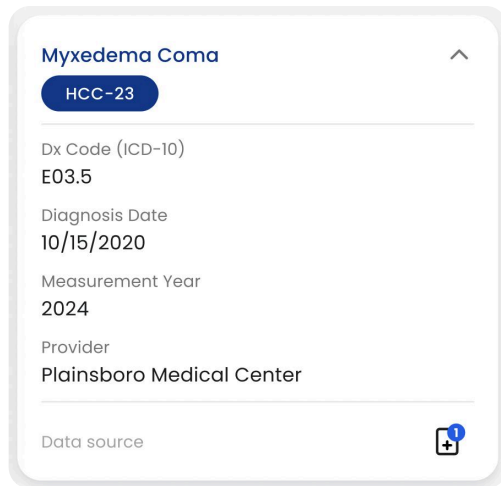 Myxedema Coma
HCC-23
Dx Code (ICD-10)
E03.5
Diagnosis Date
10/15/2020
Measurement Year
2024
Provider
Plainsboro Medical Center
Data source
1